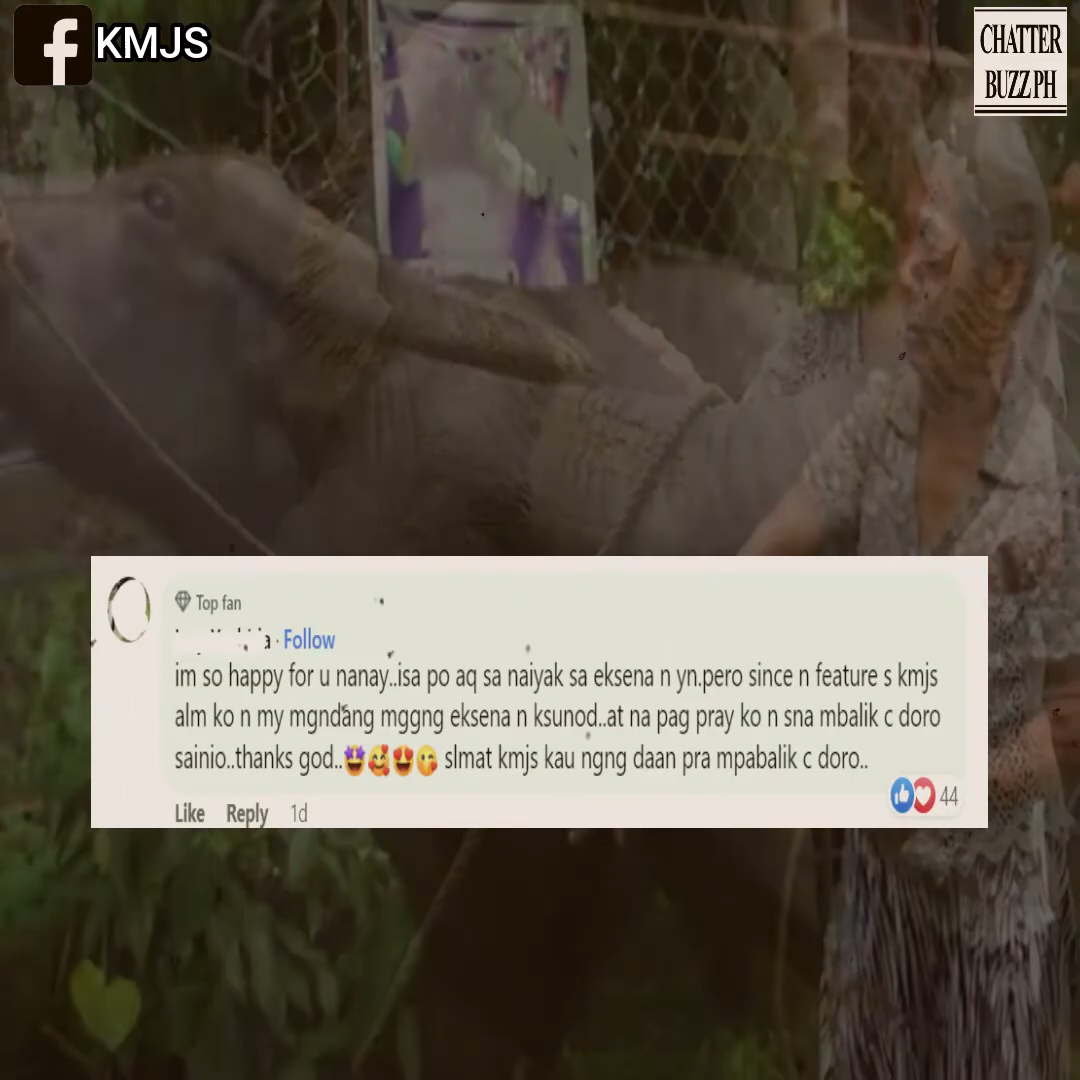 KMJS
CHATTER
BUZZ PH
Top fan
· Follow
im so happy for u nanay..isa po aq sa naiyak sa eksena n yn.pero since n feature s kmjs
alm ko n my mgndang mggng eksena n ksunod..at na pag pray ko n sna mbalik c doro
sainio..thanks god..🤩🥰😍😋 slmat kmjs kau ngng daan pra mpabalik c doro..
44
Like Reply 1d